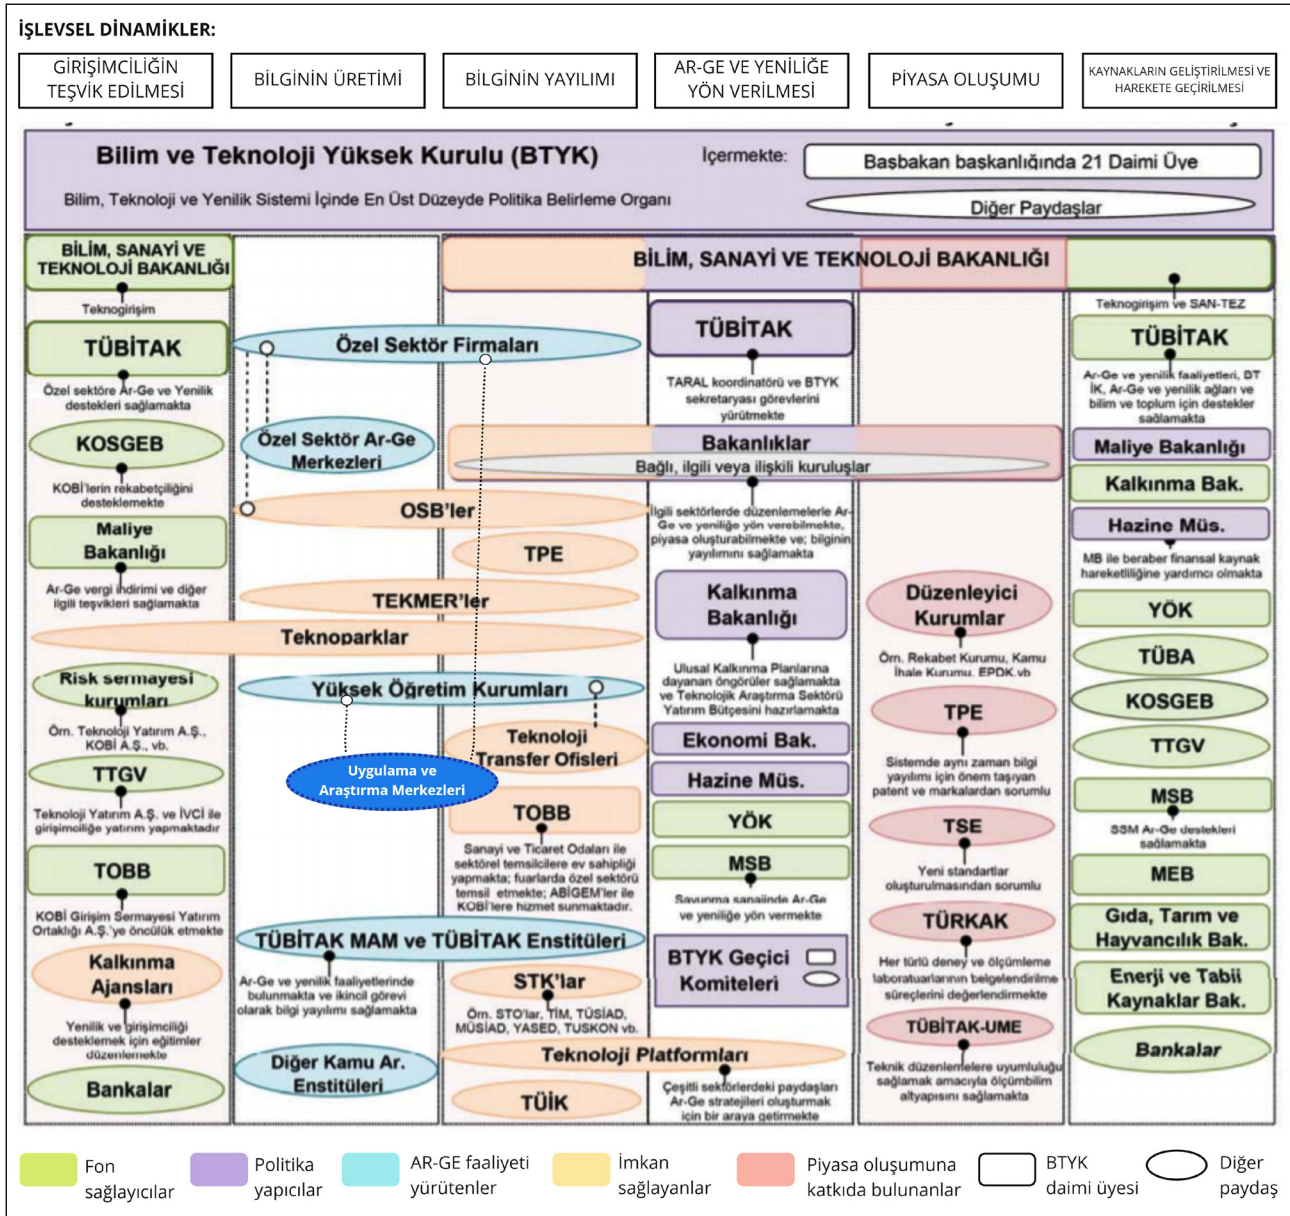 İŞLEVSEL DİNAMİKLER:
GİRİŞİMCİLİĞİN
TEŞVİK EDİLMESİ
BİLGİNİN ÜRETİMİ
BİLGİNİN YAYILIMI
AR-GE VE YENİLİĞE
YÖN VERİLMESİ
PİYASA OLUŞUMU
KAYNAKLARIN GELİŞTİRİLMESİ VE
HAREKETE GEÇİRİLMESİ
Bilim ve Teknoloji Yüksek Kurulu (BTYK)
Bilim, Teknoloji ve Yenilik Sistemi İçinde En Üst Düzeyde Politika Belirleme Organı
İçermekte:
Başbakan başkanlığında 21 Daimi Üye
Diğer Paydaşlar
BİLİM, SANAYİ VE
TEKNOLOJİ BAKANLIĞI
Teknogirişim
TÜBİTAK
Özel sektöre Ar-Ge ve Yenilik
destekleri sağlamakta
KOSGEB
KOBİ'lerin rekabetçiliğini
desteklemekte
Maliye
Bakanlığı
Ar-Ge vergi indirimi ve diğer
ilgili teşvikleri sağlamakta
Teknoparklar
Risk sermayesi
kurumları
Örn. Teknoloji Yatırım A.Ş.,
KOBİ A.Ş., vb.
TTGV
Teknoloji Yatırım A.Ş. ve İVCİ ile
girişimciliğe yatırım yapmaktadır
TOBB
KOBİ Girişim Sermayesi Yatırım
Ortaklığı A.Ş.'ye öncülük etmekte
Kalkınma
Ajansları
Yenilik ve girişimciliği
desteklemek için eğitimler
düzenlemekte
Bankalar
Özel Sektör Firmaları
Özel Sektör Ar-Ge
Merkezleri
OSB'ler
TPE
TEKMER'ler
Yüksek Öğretim Kurumları
Teknoloji
Transfer Ofisleri
Uygulama ve
Araştırma Merkezleri
TOBB
Sanayi ve Ticaret Odaları ile
sektörel temsilcilere ev sahipliği
yapmakta; fuarlarda özel sektörü
temsil etmekte; ABİGEM'ler ile
KOBİ'lere hizmet sunmaktadır.
TÜBİTAK MAM ve TÜBİTAK Enstitüleri
Ar-Ge ve yenilik faaliyetlerinde
bulunmakta ve ikincil görevi
olarak bilgi yayılımı sağlamakta
STK'lar
Örn. STO'lar, TİM, TÜSİAD,
MÜSİAD, YASED, TUSKON vb.
Diğer Kamu Ar.
Enstitüleri
Teknoloji Platformları
TÜİK
BİLİM, SANAYİ VE TEKNOLOJİ BAKANLIĞI
TÜBİTAK
TARAL koordinatörü ve BTYK
sekretaryası görevlerini
yürütmekte
Bakanlıklar
Bağlı, ilgili veya ilişkili kuruluşlar
İlgili sektörlerde düzenlemelerle Ar-
Ge ve yeniliğe yön verebilmekte,
piyasa oluşturabilmekte ve; bilginin
yayılımını sağlamakta
Kalkınma
Bakanlığı
Ulusal Kalkınma Planlarına
dayanan öngörüler sağlamakta
ve Teknolojik Araştırma Sektörü
Yatırım Bütçesini hazırlamakta
Ekonomi Bak.
Hazine Müs.
YÖK
MSB
Savunma sanaiinde Ar-Ge
ve yeniliğe yön vermekte
BTYK Geçici
Komiteleri
Çeşitli sektörlerdeki paydaşları
Ar-Ge stratejileri oluşturmak
için bir araya getirmekte
Düzenleyici
Kurumlar
Örn. Rekabet Kurumu, Kamu
İhale Kurumu, EPDK,vb
TPE
Sistemde aynı zaman bilgi
yayılımı için önem taşıyan
patent ve markalardan sorumlu
TSE
Yeni standartlar
oluşturulmasından sorumlu
TÜRKAK
Her türlü deney ve ölçümleme
laboratuarlarının belgelendirilme
süreçlerini değerlendirmekte
TÜBİTAK-UME
Teknik düzenlemelere uyumluluğu
sağlamak amacıyla ölçümbilim
altyapısını sağlamakta
Teknogirişim ve SAN-TEZ
TÜBİTAK
Ar-Ge ve yenilik faaliyetleri, BT
İK, Ar-Ge ve yenilik ağları ve
bilim ve toplum için destekler
sağlamakta
Maliye Bakanlığı
Kalkınma Bak.
Hazine Müs.
MB ile beraber finansal kaynak
hareketliliğine yardımcı olmakta
YÖK
TÜBA
KOSGEB
TTGV
MSB
SSM Ar-Ge destekleri
sağlamakta
MEB
Gıda, Tarım ve
Hayvancılık Bak.
Enerji ve Tabii
Kaynaklar Bak.
Bankalar
Fon
sağlayıcılar
Politika
yapıcılar
AR-GE faaliyeti
yürütenler
İmkan
sağlayanlar
Piyasa oluşumuna
katkıda bulunanlar
BTYK
daimi üyesi
Diğer
paydaş